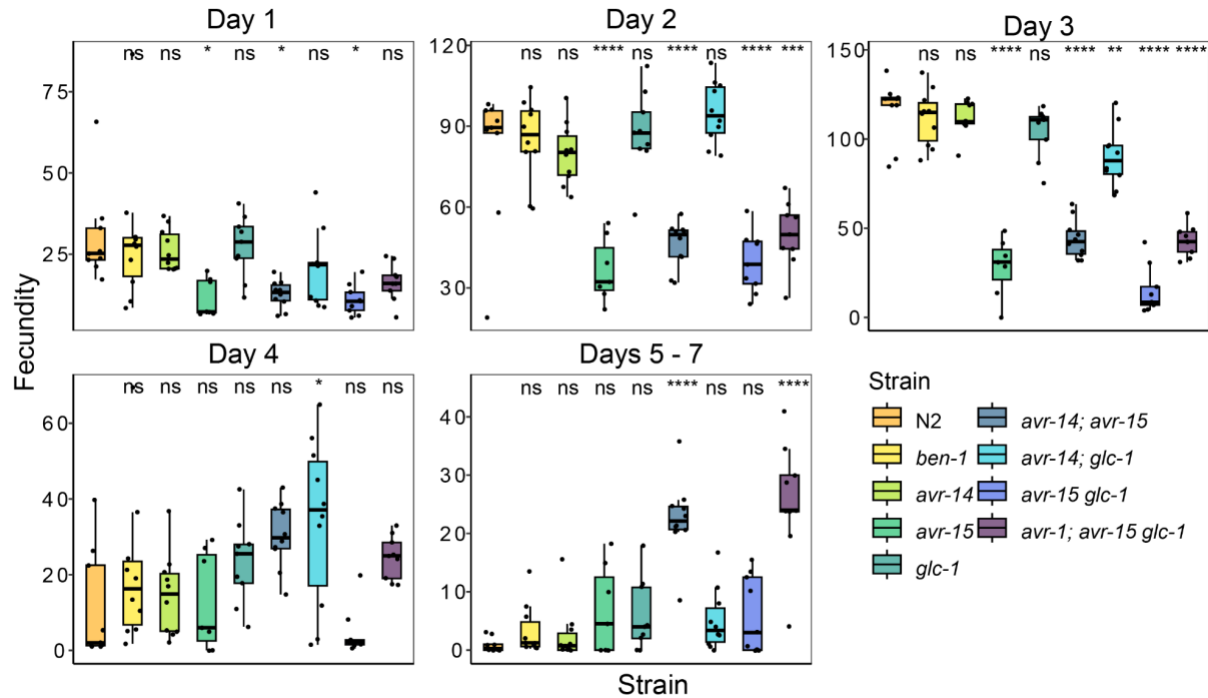 Day 1
Day 2
Day 3
ns ns * ns * ns *
ns ns **** ns **** ns **** ***
ns ns **** ns **** ** **** ****
75
50
25
120
90
60
30
150
100
50
0
Fecundity
Day 4
Days 5 - 7
ns ns ns ns ns * ns ns
ns ns ns ns **** ns ns ****
60
40
20
0
40
30
20
10
0
Strain
Strain
N2
ben-1
avr-14
avr-15
glc-1
avr-14; avr-15
avr-14; glc-1
avr-15 glc-1
avr-1; avr-15 glc-1